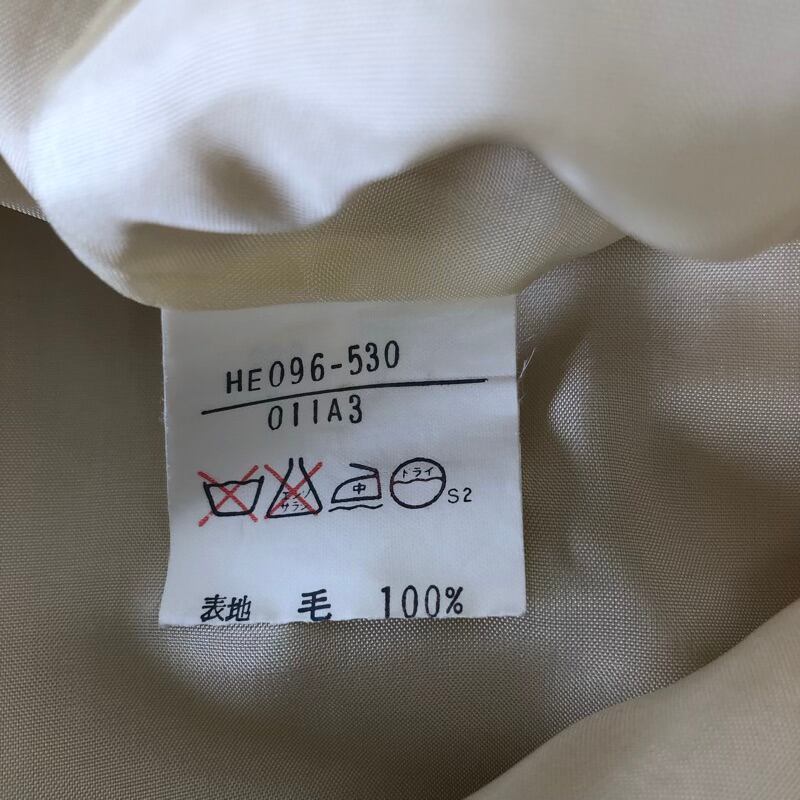 HE096-530
011A3
エンソ
サラシ 中 ドライ S2
表地 毛 100%